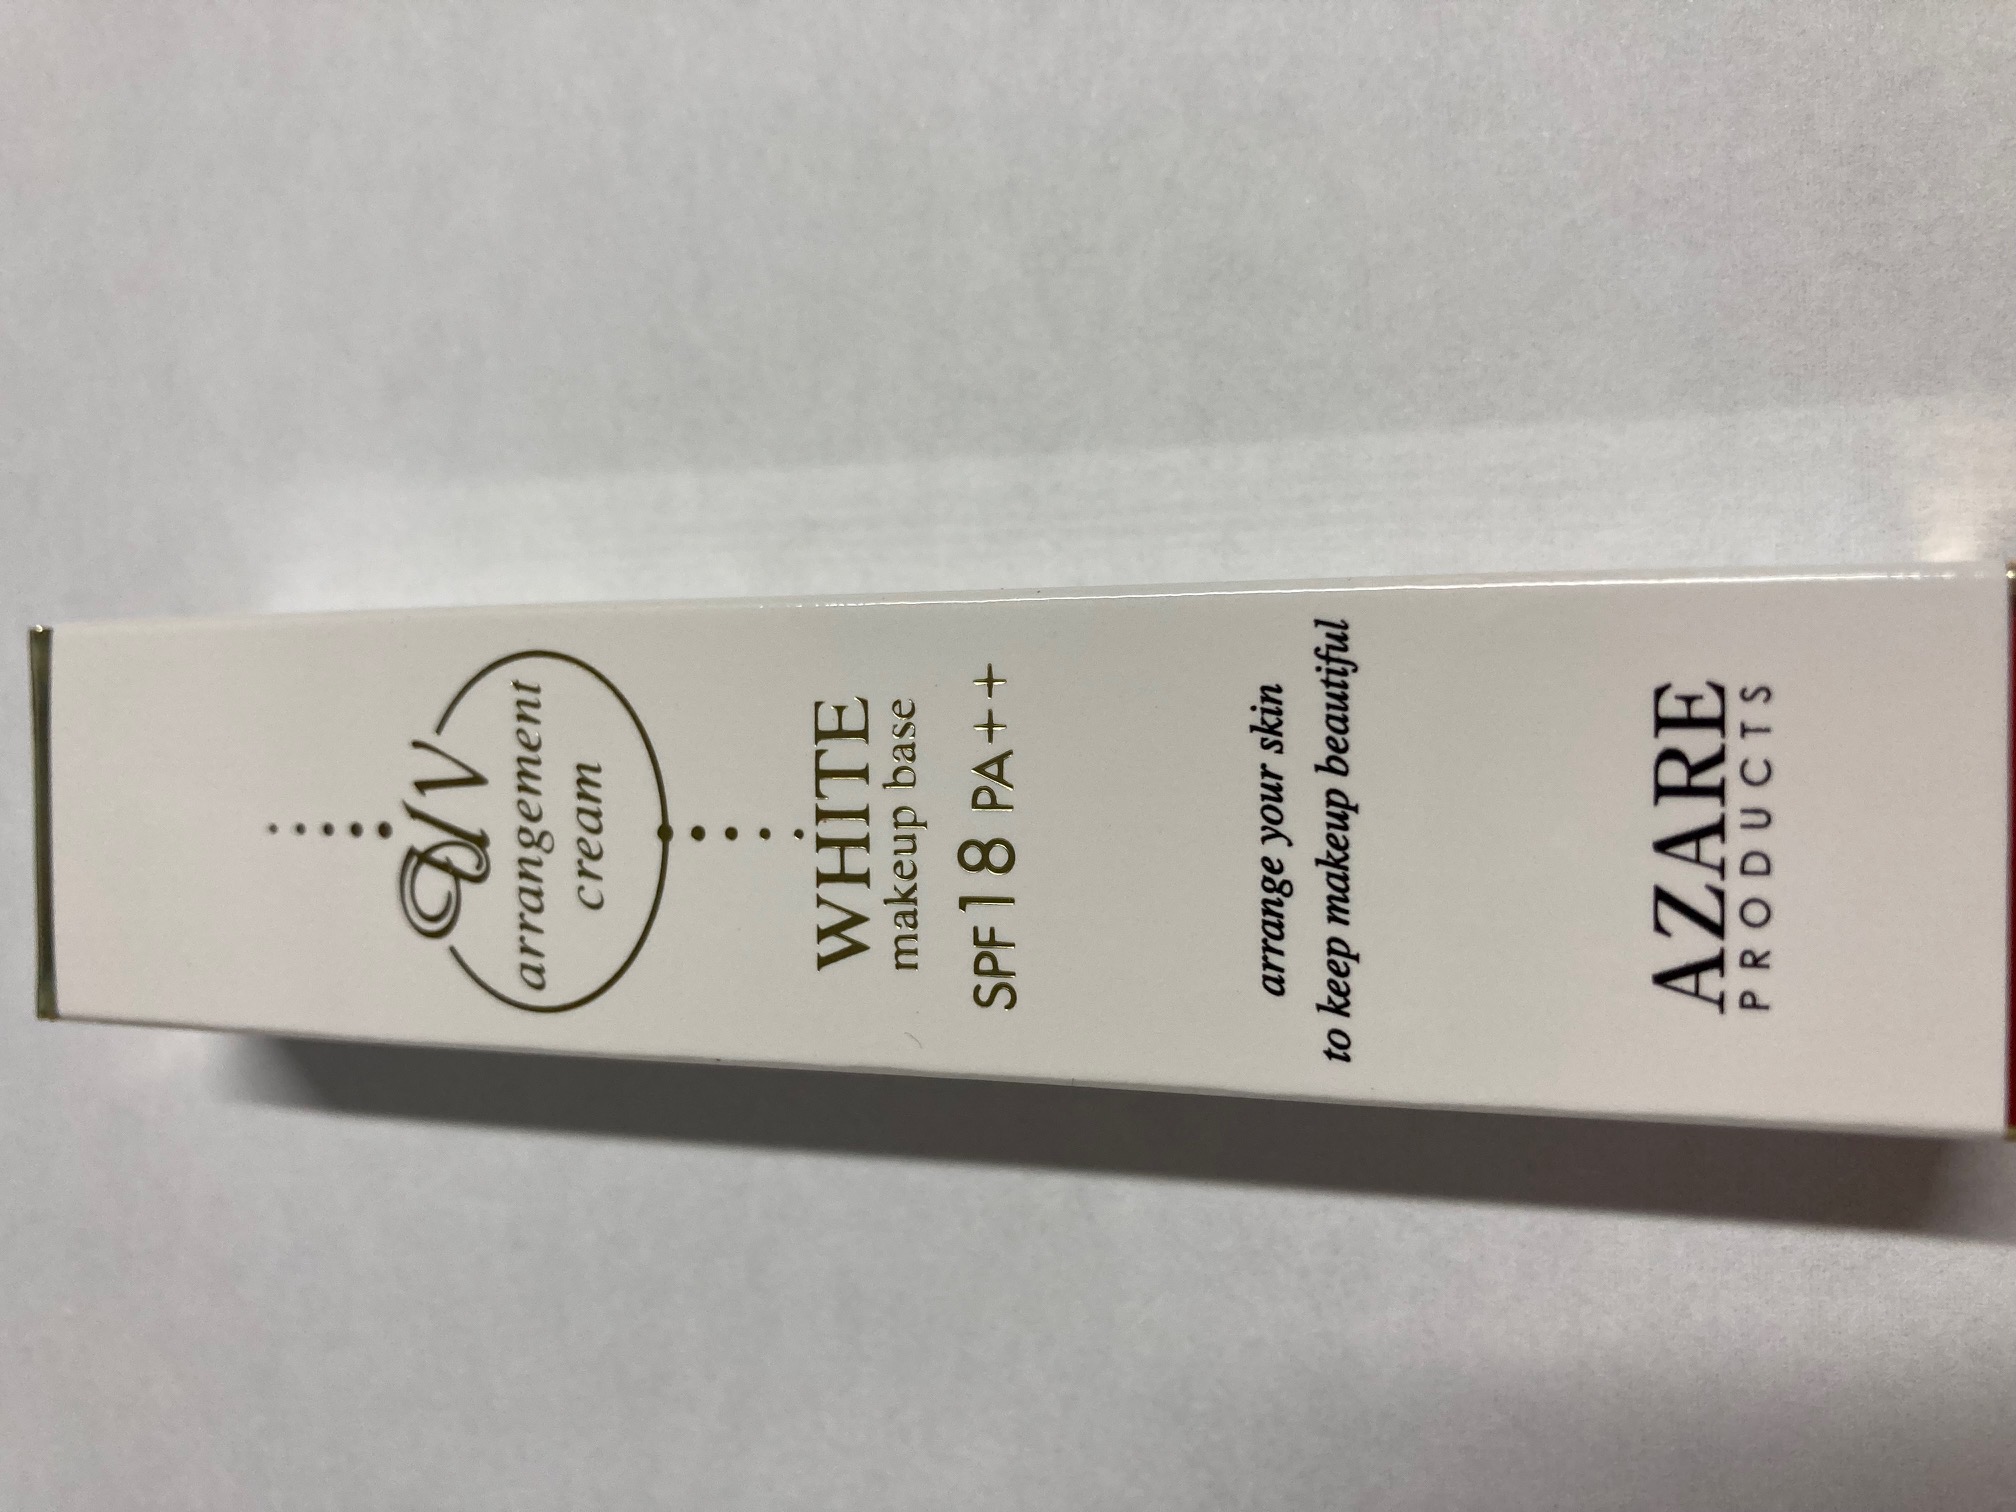 UV
arrangement
cream
WHITE
makeup base
SPF18 PA++
arrange your skin
to keep makeup beautiful
AZARE
PRODUCTS